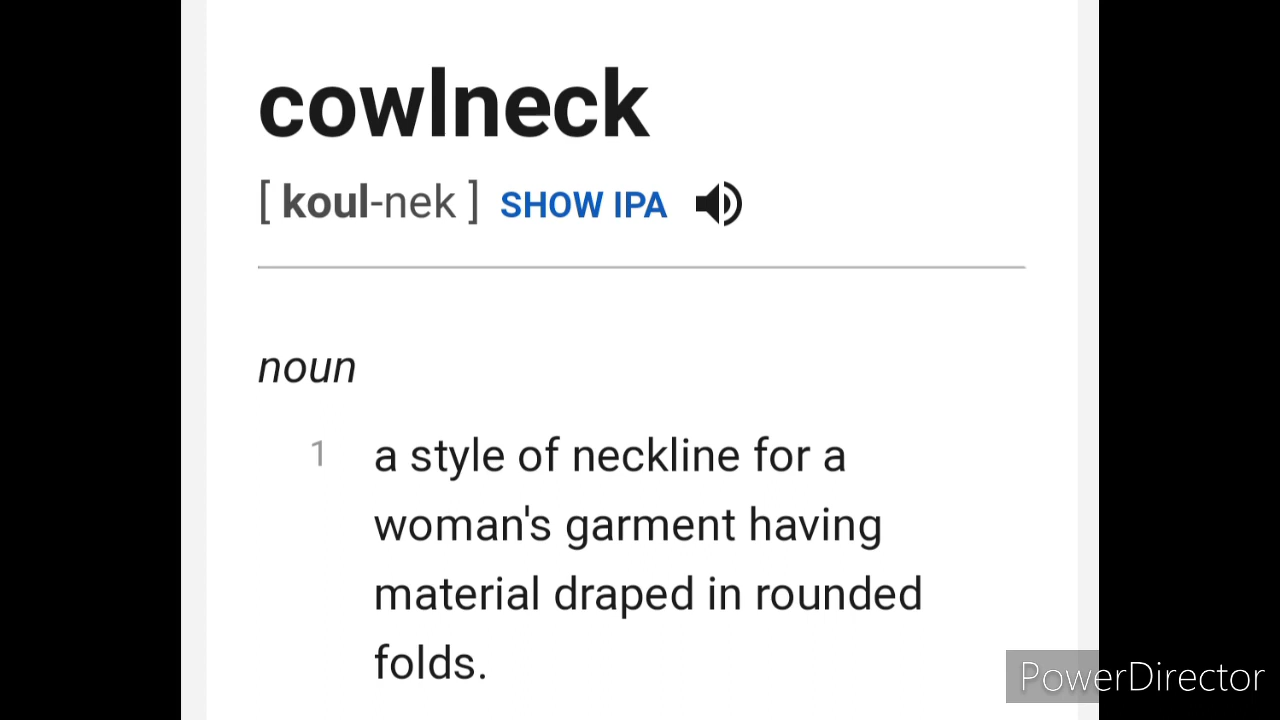 cowlneck
[ koul-nek ] SHOW IPA
noun
1 a style of neckline for a
woman's garment having
material draped in rounded
folds.
PowerDirector